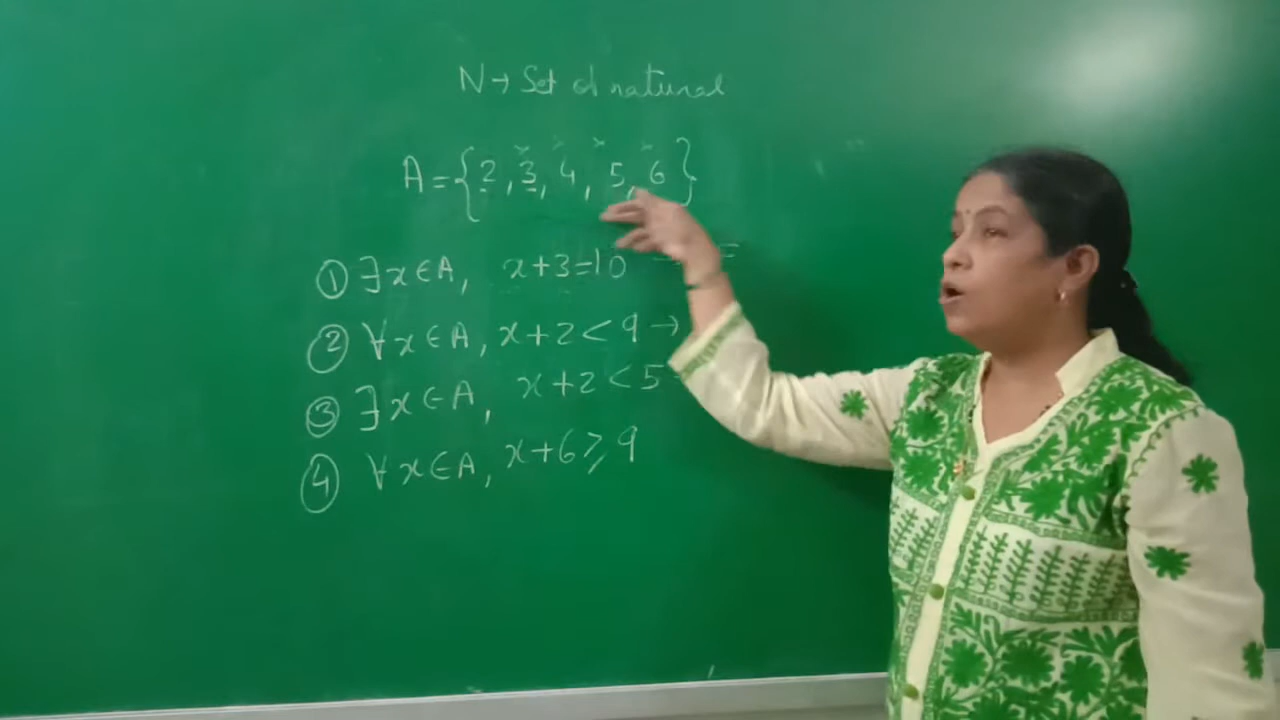 N → Set of natural
A = {2, 3, 4, 5, 6}
① ∃ x ∈ A, x + 3 = 10
② ∀ x ∈ A, x + 2 < 9 →
③ ∃ x ∈ A, x + 2 < 5
④ ∀ x ∈ A, x + 6 ≥ 9